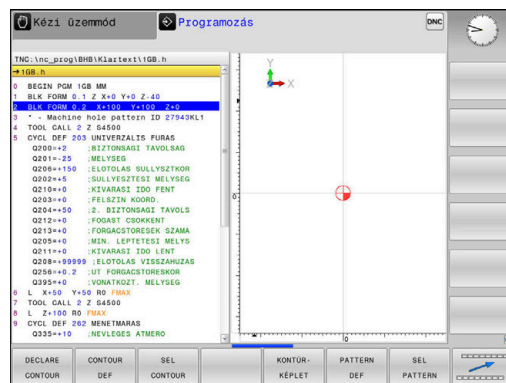 Kézi üzemmód
Programozás
DNC
TNC:\nc_prog\BHB\Klartext\1GB.h
→1GB.h
0 BEGIN PGM 1GB MM
1 BLK FORM 0.1 Z X+0 Y+0 Z-40
2 BLK FORM 0.2 X+100 Y+100 Z+0
3 * - Machine hole pattern ID 27943KL1
4 TOOL CALL 2 Z S4500
5 CYCL DEF 203 UNIVERZALIS FURAS
Q200=+2 ;BIZTONSAGI TAVOLSAG
Q201=-25 ;MELYSEG
Q206=+150 ;ELOTOLAS SULLYSZTKOR
Q202=+5 ;SULLYESZTESI MELYSEG
Q210=+0 ;KIVARASI IDO FENT
Q203=+0 ;FELSZIN KOORD.
Q204=+50 ;2. BIZTONSAGI TAVOLS
Q212=+0 ;FOGAST CSOKKENT
Q213=+0 ;FORGACSTORESEK SZAMA
Q205=+0 ;MIN. LEPTETESI MELYS
Q211=+0 ;KIVARASI IDO LENT
Q208=+99999 ;ELOTOLAS VISSZAHUZAS
Q256=+0.2 ;UT FORGACSTORESKOR
Q395=+0 ;VONATKOZT. MELYSEG
6 L X+50 Y+50 R0 FMAX
7 TOOL CALL 2 Z S4500
8 L Z+100 R0 FMAX
9 CYCL DEF 262 MENETMARAS
Q335=+10 ;NEVLEGES ATMERO
Y
X
0
0
DECLARE CONTOUR
CONTOUR DEF
SEL CONTOUR
KONTÚR-KÉPLET
PATTERN DEF
SEL PATTERN